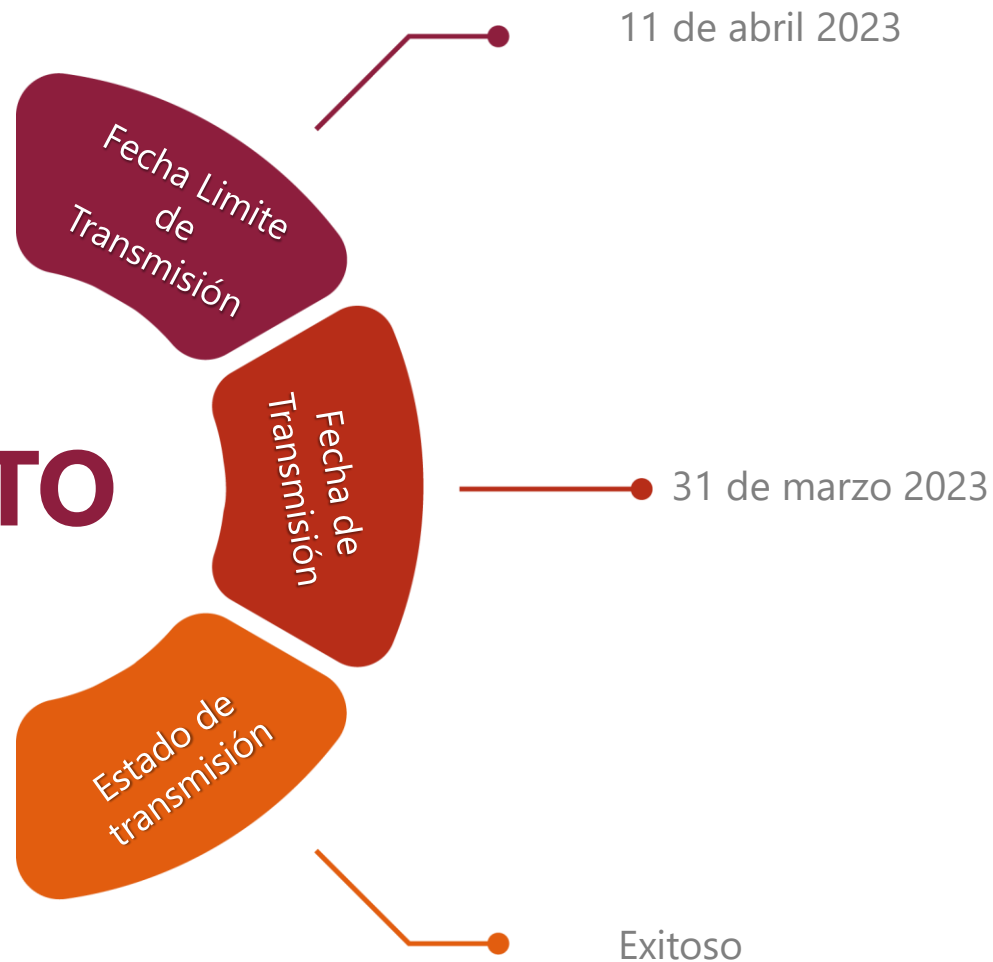 11 de abril 2023
Fecha Limite
de
Transmisión
Fecha de
Transmisión
31 de marzo 2023
TO
Estado de
transmisión
Exitoso